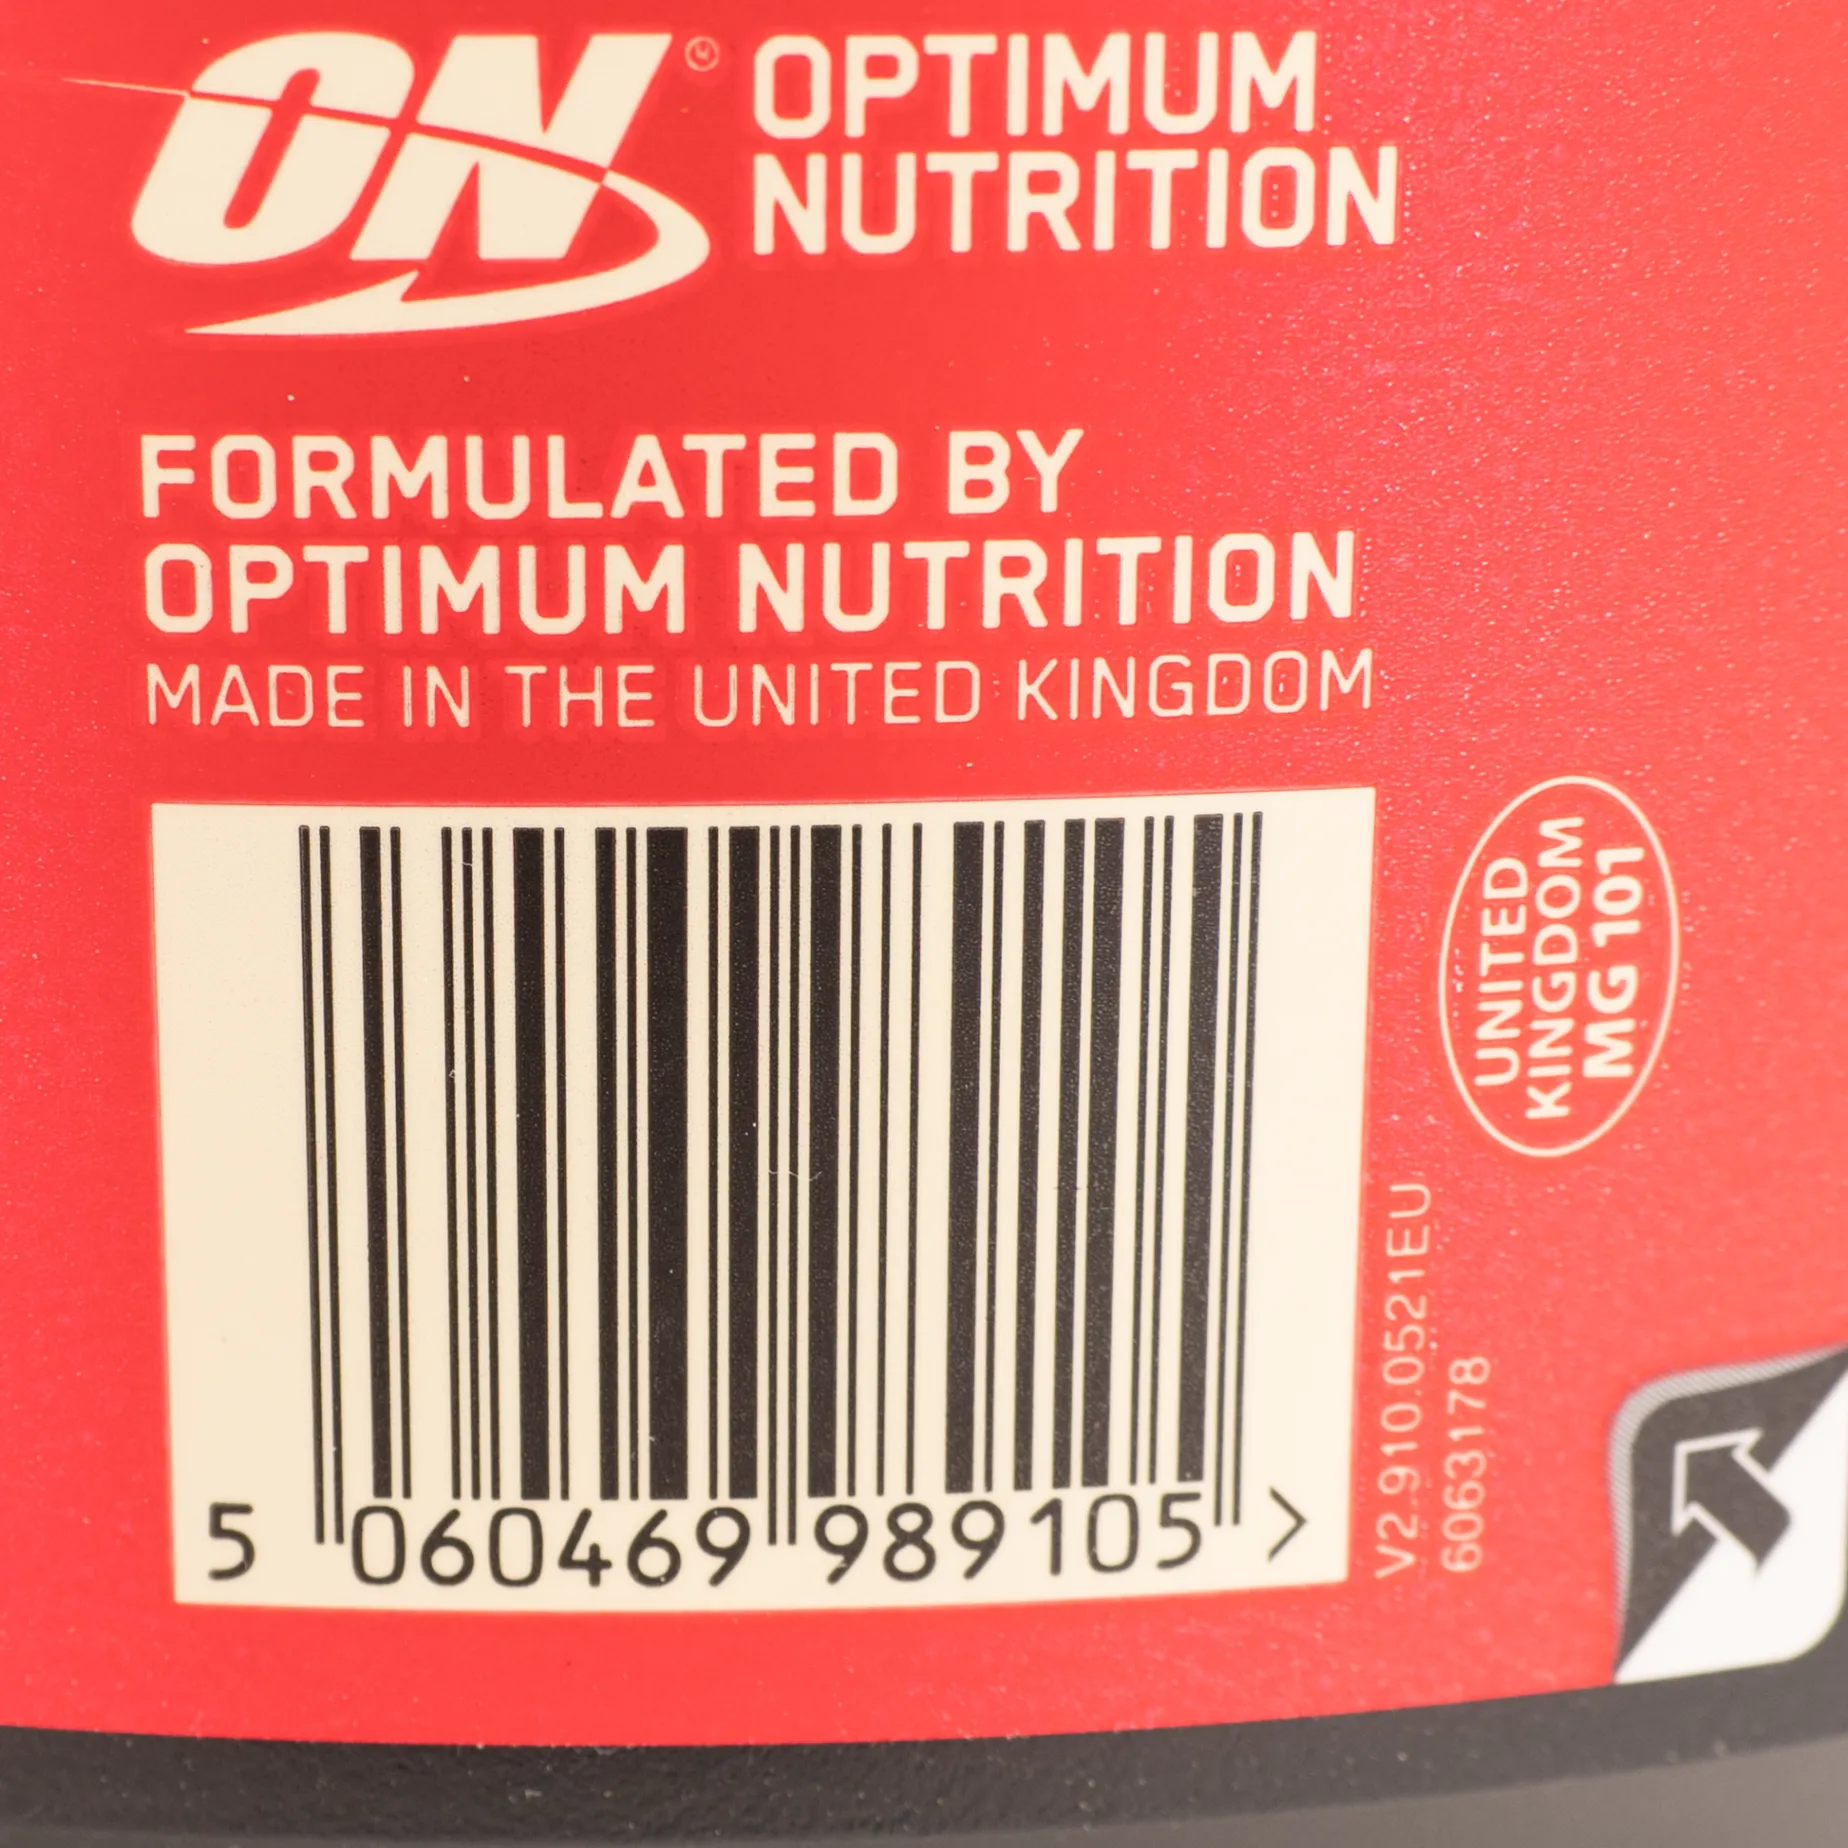 ON® OPTIMUM
NUTRITION
FORMULATED BY
OPTIMUM NUTRITION
MADE IN THE UNITED KINGDOM
5 060469 989105 >
UNITED
KINGDOM
MG 101
V2.910.0521EU
6063178